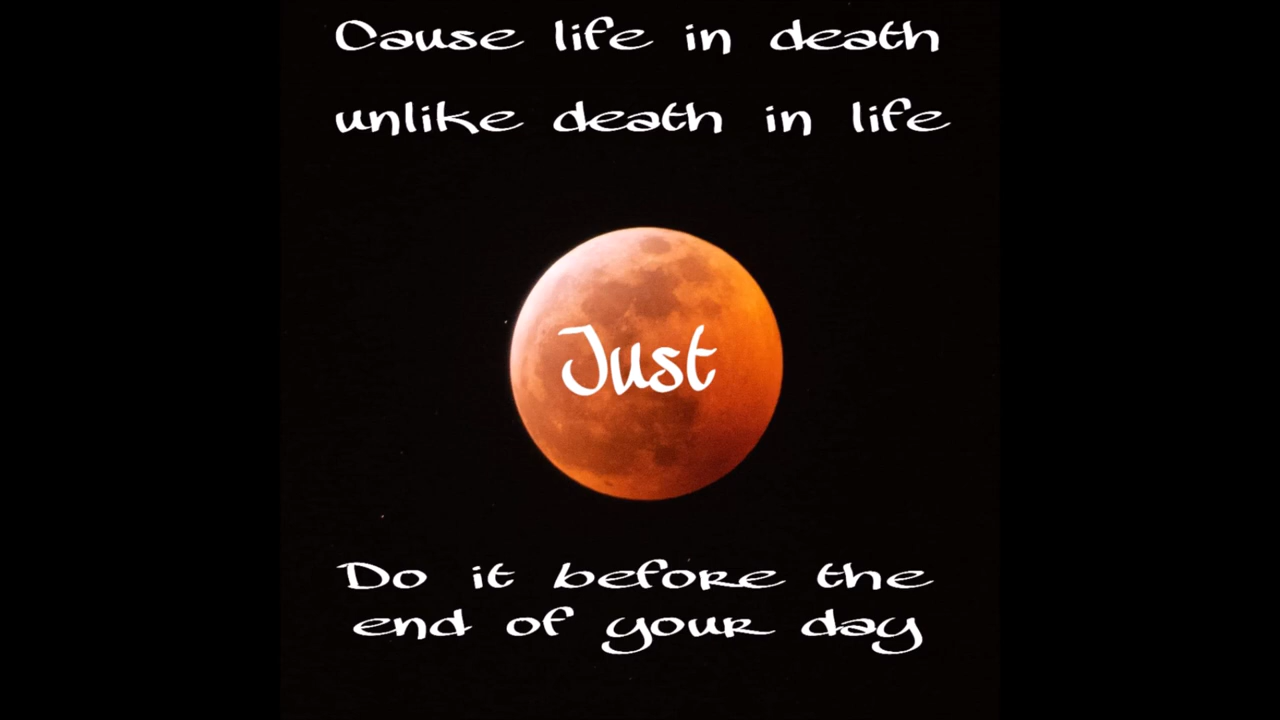 Cause life in death
unlike death in life
Just
Do it before the
end of your day